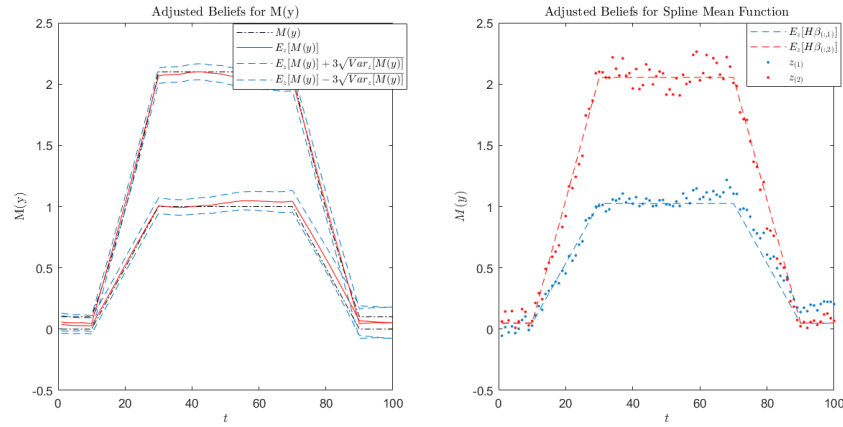 Adjusted Beliefs for M(y)
2.5
2
1.5
1
0.5
0
-0.5
0
20
40
60
80
100
M(y)
t
M(y)
E_z[M(y)]
E_z[M(y)] + 3√Var_z[M(y)]
E_z[M(y)] − 3√Var_z[M(y)]
Adjusted Beliefs for Spline Mean Function
2.5
2
1.5
1
0.5
0
-0.5
0
20
40
60
80
100
M(y)
t
E_z[Hβ_(:,1)]
E_z[Hβ_(:,2)]
z_(1)
z_(2)